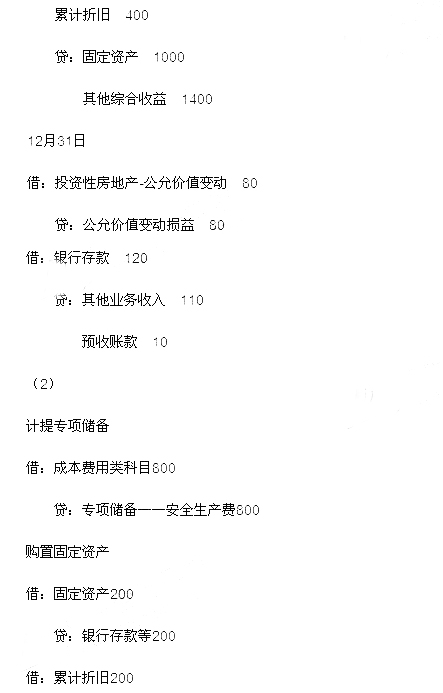 累计折旧 400
贷：固定资产 1000
其他综合收益 1400
12月31日
借：投资性房地产-公允价值变动 80
贷：公允价值变动损益 80
借：银行存款 120
贷：其他业务收入 110
预收账款 10
（2）
计提专项储备
借：成本费用类科目800
贷：专项储备——安全生产费800
购置固定资产
借：固定资产200
贷：银行存款等200
借：累计折旧200